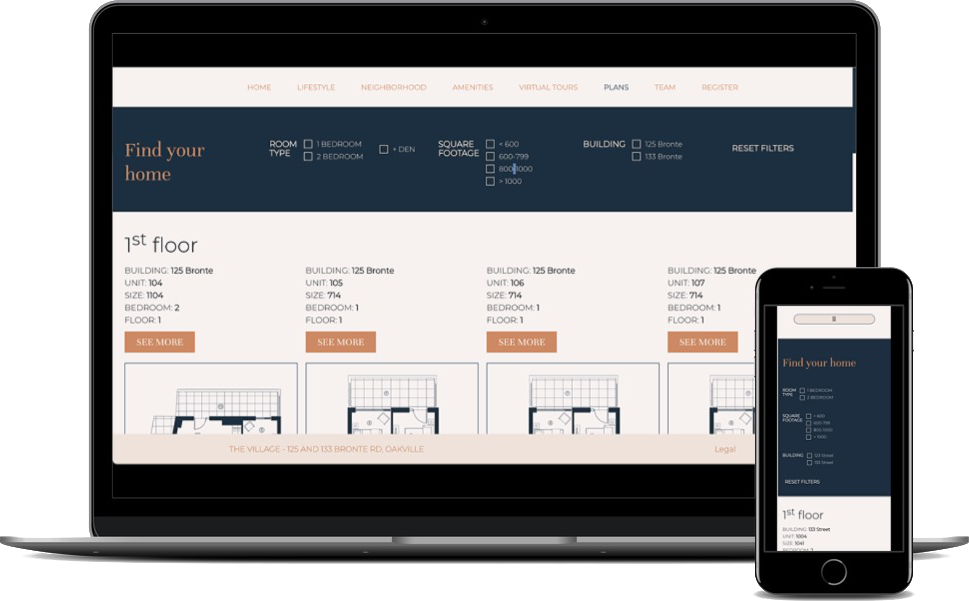 HOME LIFESTYLE NEIGHBORHOOD AMENITIES VIRTUAL TOURS PLANS TEAM REGISTER
Find your
home
ROOM
TYPE
1 BEDROOM
2 BEDROOM
+ DEN
SQUARE
FOOTAGE
< 600
600-799
800-1000
> 1000
BUILDING
125 Bronte
133 Bronte
RESET FILTERS
1st floor
BUILDING: 125 Bronte
UNIT: 104
SIZE: 1104
BEDROOM: 2
FLOOR: 1
SEE MORE
BUILDING: 125 Bronte
UNIT: 105
SIZE: 714
BEDROOM: 1
FLOOR: 1
SEE MORE
BUILDING: 125 Bronte
UNIT: 106
SIZE: 714
BEDROOM: 1
FLOOR: 1
SEE MORE
BUILDING: 125 Bronte
UNIT: 107
SIZE: 714
BEDROOM: 1
FLOOR: 1
SEE MORE
THE VILLAGE - 125 AND 133 BRONTE RD, OAKVILLE
Legal
Find your home
ROOM
TYPE
1 BEDROOM
2 BEDROOM
SQUARE
FOOTAGE
< 600
600-799
800-1000
> 1000
BUILDING
123 Street
133 Street
RESET FILTERS
1st floor
BUILDING: 133 Street
UNIT: 1004
SIZE: 1041
BEDROOM: 2